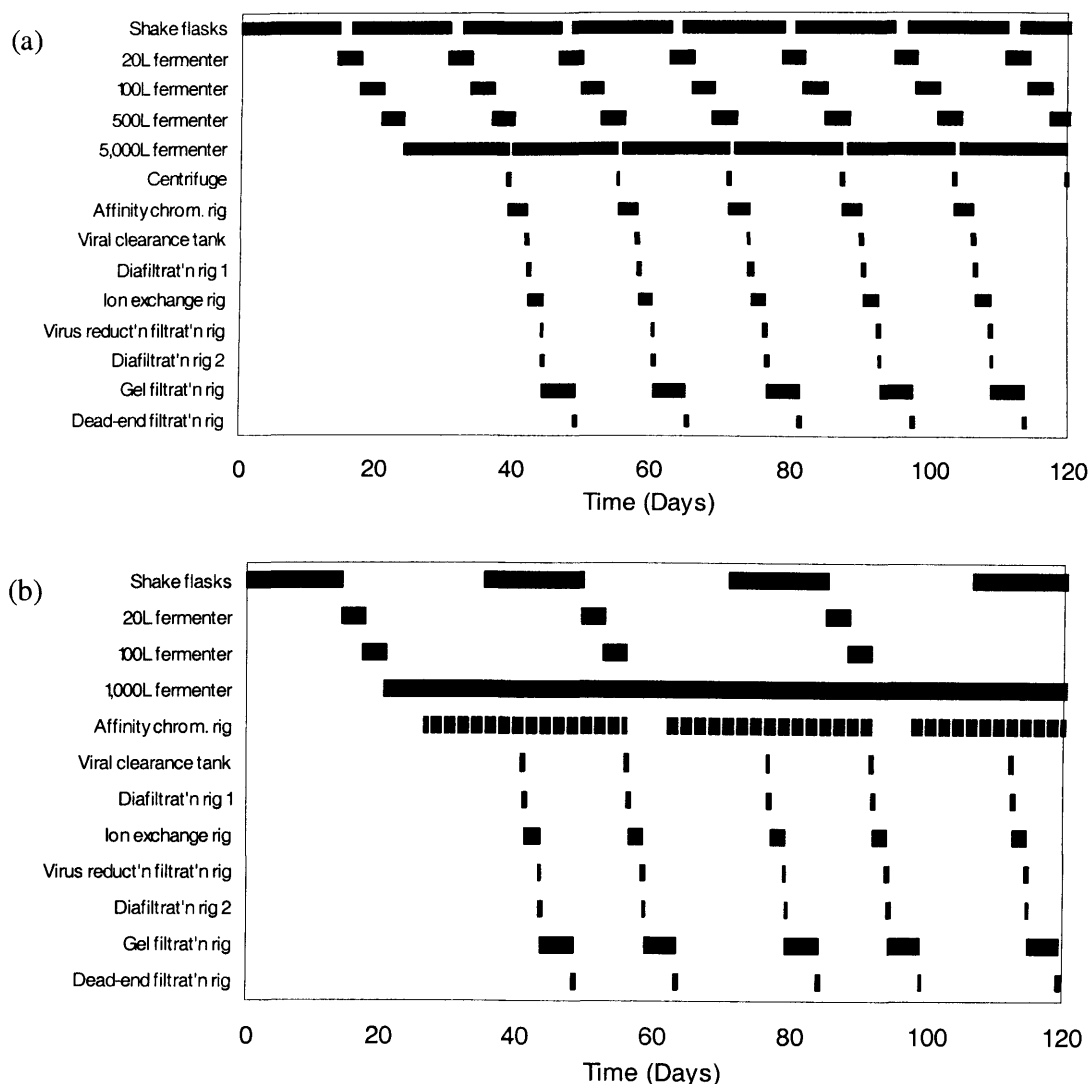 (a)
Shake flasks
20L fermenter
100L fermenter
500L fermenter
5,000L fermenter
Centrifuge
Affinity chrom. rig
Viral clearance tank
Diafiltrat'n rig 1
Ion exchange rig
Virus reduct'n filtrat'n rig
Diafiltrat'n rig 2
Gel filtrat'n rig
Dead-end filtrat'n rig
0 20 40 60 80 100 120
Time (Days)
(b)
Shake flasks
20L fermenter
100L fermenter
1,000L fermenter
Affinity chrom. rig
Viral clearance tank
Diafiltrat'n rig 1
Ion exchange rig
Virus reduct'n filtrat'n rig
Diafiltrat'n rig 2
Gel filtrat'n rig
Dead-end filtrat'n rig
0 20 40 60 80 100 120
Time (Days)